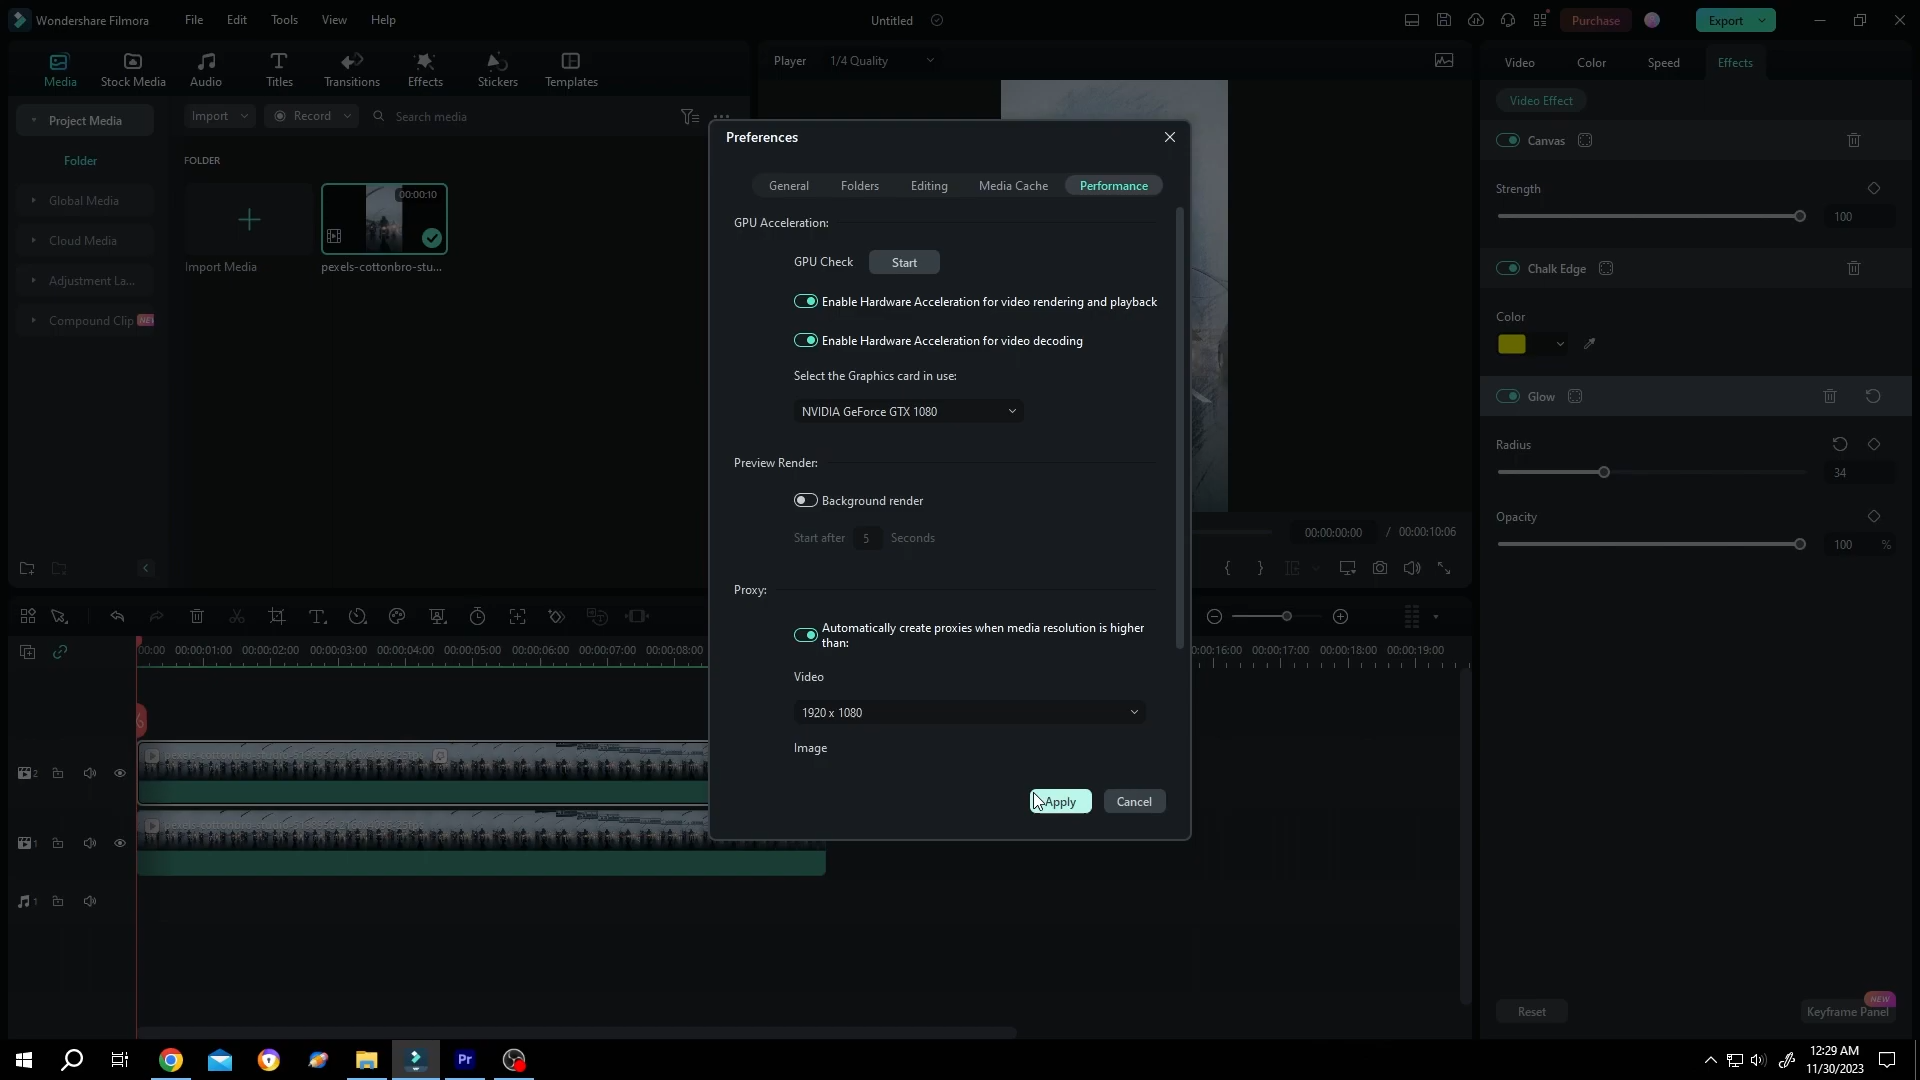 Wondershare Filmora
File
Edit
Tools
View
Help
Untitled
Purchase
Export
Media
Stock Media
Audio
Titles
Transitions
Effects
Stickers
Templates
Player
1/4 Quality
Video
Color
Speed
Effects
Project Media
Import
Record
Search media
Video Effect
Folder
FOLDER
Global Media
Cloud Media
Adjustment La...
Compound Clip
00:00:10
Import Media
pexels-cottonbro-stu...
Canvas
Strength
100
Chalk Edge
Color
Glow
Radius
34
Opacity
100
%
Reset
NEW
Keyframe Panel
Preferences
General
Folders
Editing
Media Cache
Performance
GPU Acceleration:
GPU Check
Start
Enable Hardware Acceleration for video rendering and playback
Enable Hardware Acceleration for video decoding
Select the Graphics card in use:
NVIDIA GeForce GTX 1080
Preview Render:
Background render
Start after
5
Seconds
Proxy:
Automatically create proxies when media resolution is higher
than:
Video
1920 x 1080
Image
Apply
Cancel
00:00:00:00
/
00:00:10:06
00:00
00:00:01:00
00:00:02:00
00:00:03:00
00:00:04:00
00:00:05:00
00:00:06:00
00:00:07:00
00:00:08:00
0:00:16:00
00:00:17:00
00:00:18:00
00:00:19:00
2
1
1
Pr
12:29 AM
11/30/2023